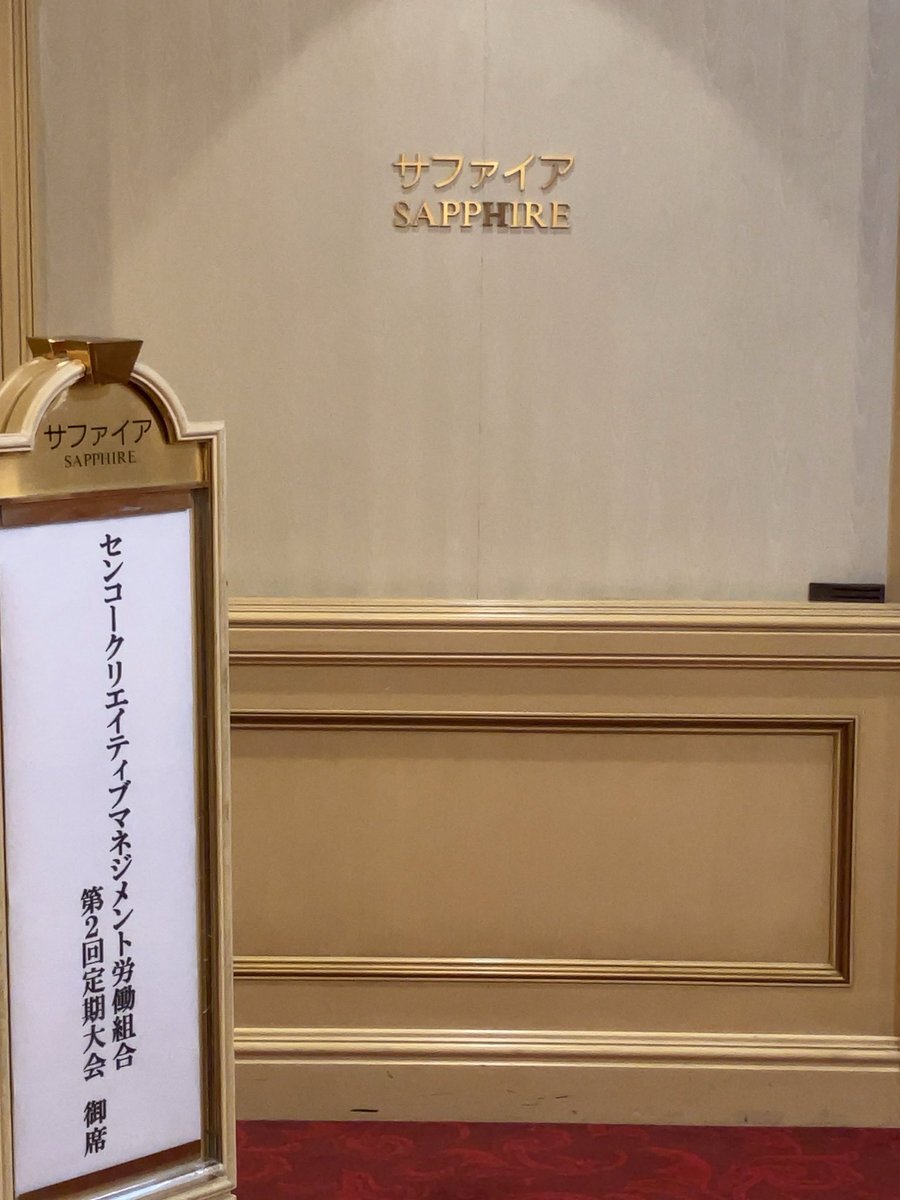 サファイア
SAPPHIRE
サファイア
SAPPHIRE
センコークリエイティブマネジメント労働組合
第2回定期大会 御席